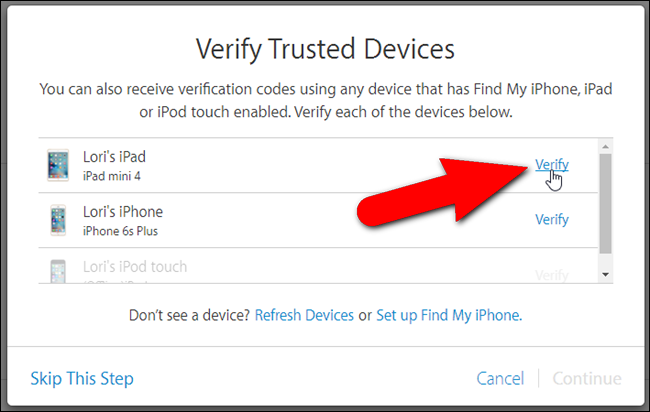 Verify Trusted Devices
You can also receive verification codes using any device that has Find My iPhone, iPad
or iPod touch enabled. Verify each of the devices below.
Lori's iPad
iPad mini 4
Verify
Lori's iPhone
iPhone 6s Plus
Verify
Lori's iPod touch
Verify
Don't see a device? Refresh Devices or Set up Find My iPhone.
Skip This Step
Cancel
Continue